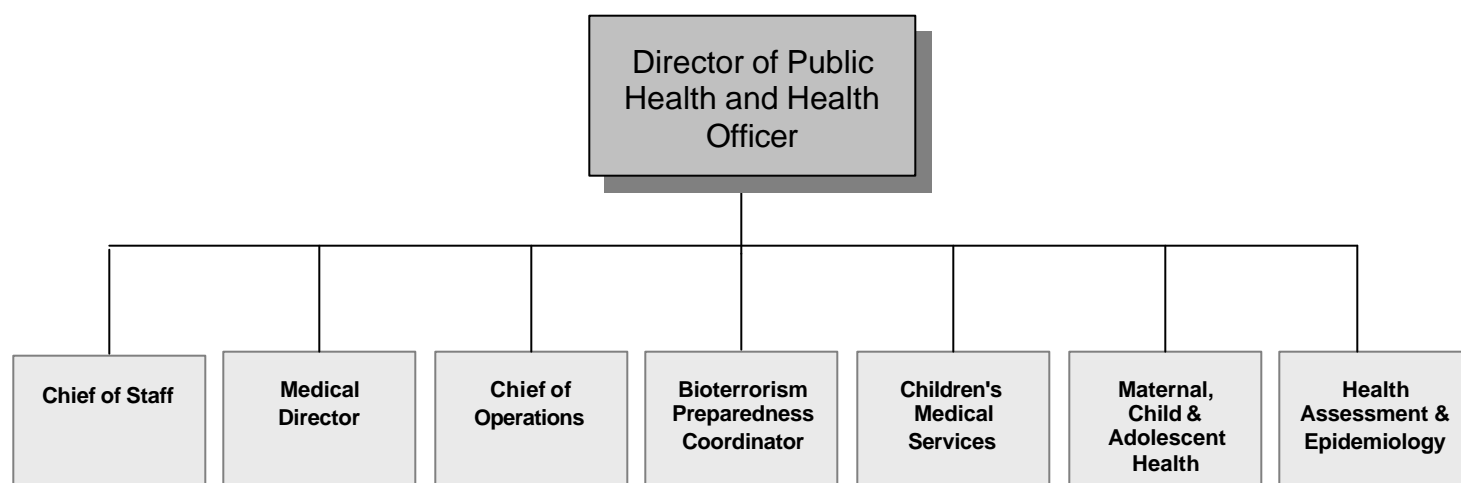 Director of Public
Health and Health
Officer
Chief of Staff
Medical
Director
Chief of
Operations
Bioterrorism
Preparedness
Coordinator
Children's
Medical
Services
Maternal,
Child &
Adolescent
Health
Health
Assessment &
Epidemiology